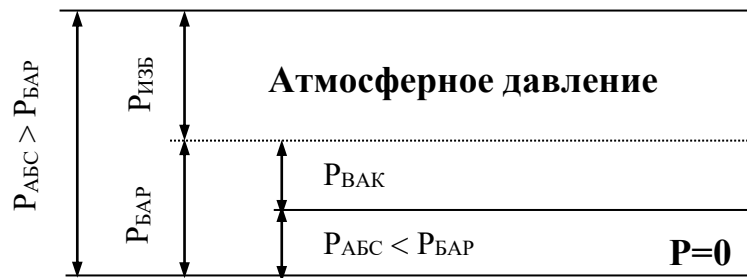 PАБС > PБАР
PИЗБ
PБАР
Атмосферное давление
PВАК
PАБС < PБАР
P=0